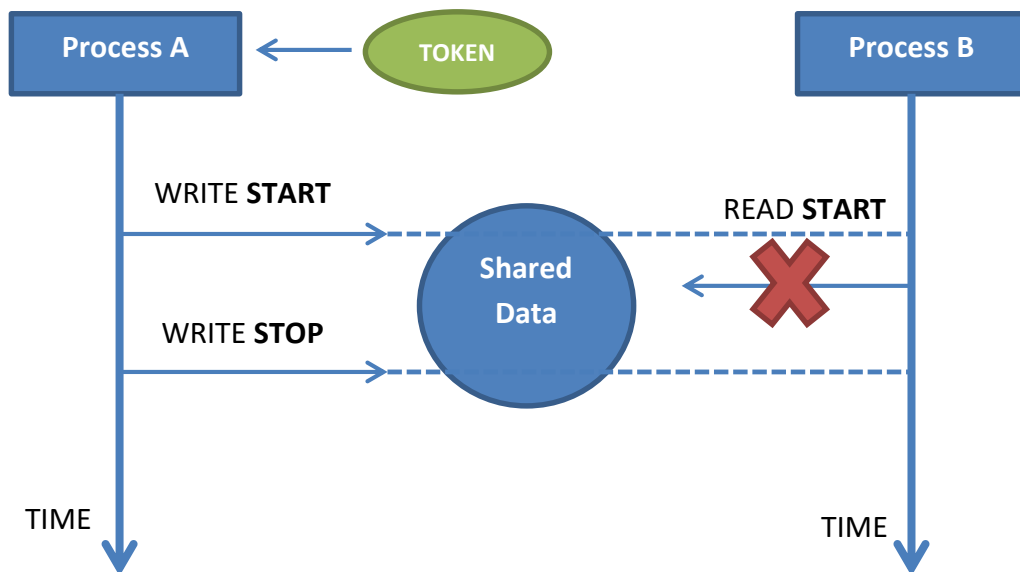 Process A
TOKEN
Process B
WRITE START
READ START
Shared
Data
WRITE STOP
TIME
TIME